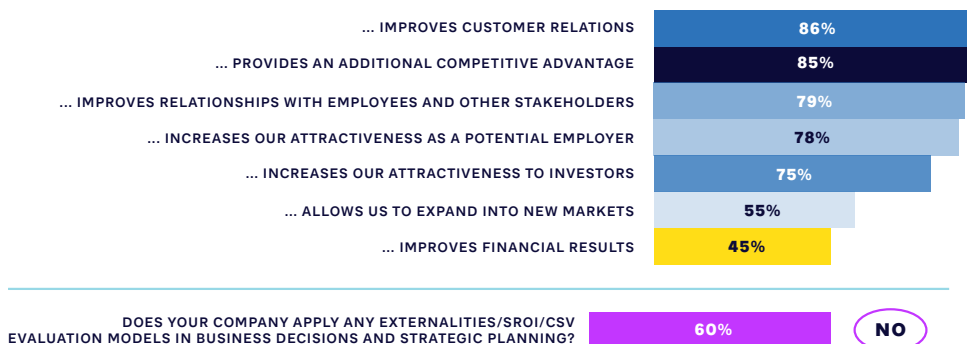 ... IMPROVES CUSTOMER RELATIONS 86%
... PROVIDES AN ADDITIONAL COMPETITIVE ADVANTAGE 85%
... IMPROVES RELATIONSHIPS WITH EMPLOYEES AND OTHER STAKEHOLDERS 79%
... INCREASES OUR ATTRACTIVENESS AS A POTENTIAL EMPLOYER 78%
... INCREASES OUR ATTRACTIVENESS TO INVESTORS 75%
... ALLOWS US TO EXPAND INTO NEW MARKETS 55%
... IMPROVES FINANCIAL RESULTS 45%
DOES YOUR COMPANY APPLY ANY EXTERNALITIES/SROI/CSV
EVALUATION MODELS IN BUSINESS DECISIONS AND STRATEGIC PLANNING? 60% NO